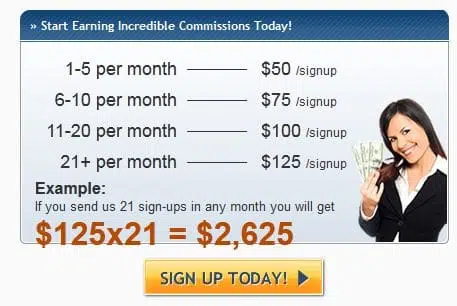 » Start Earning Incredible Commissions Today!
1-5 per month $50 /signup
6-10 per month $75 /signup
11-20 per month $100 /signup
21+ per month $125 /signup
Example:
If you send us 21 sign-ups in any month you will get
$125x21 = $2,625
SIGN UP TODAY!